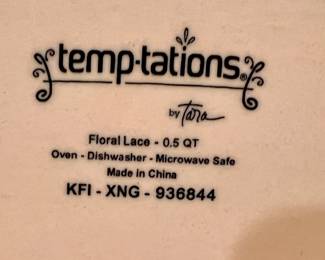 temp-tations®
by Tara
Floral Lace - 0.5 QT
Oven - Dishwasher - Microwave Safe
Made in China
KFI - XNG - 936844